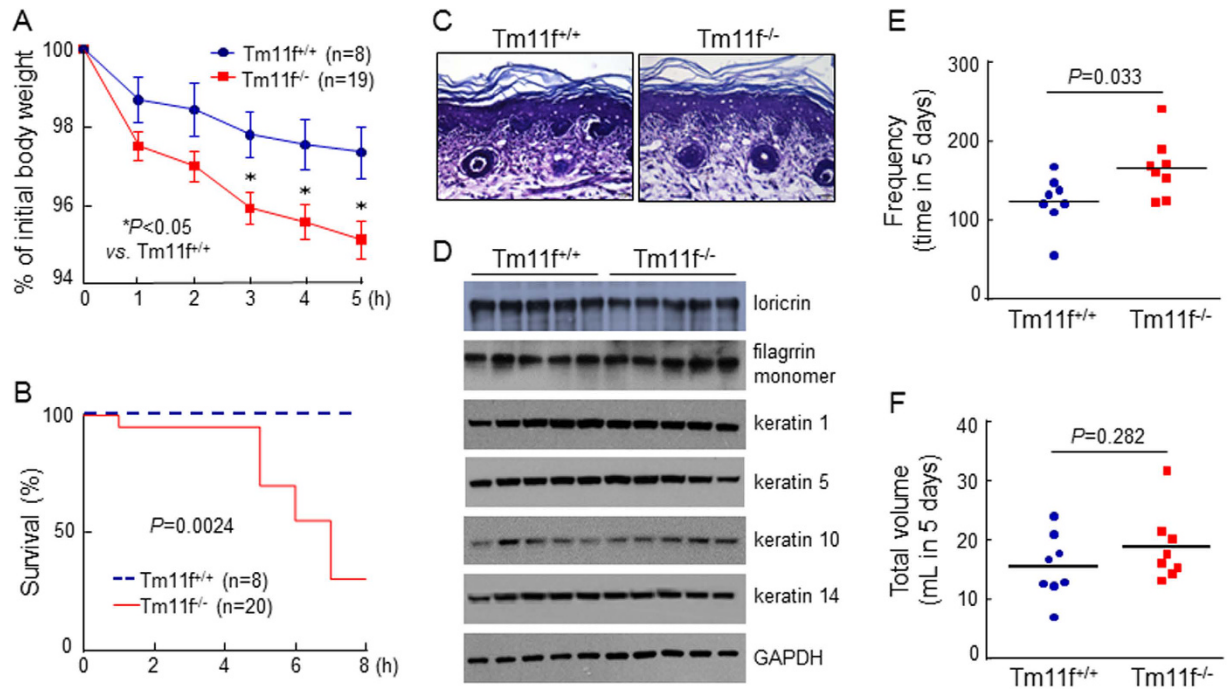 A
% of initial body weight
100
98
96
94
Tm11f+/+ (n=8)
Tm11f-/- (n=19)
*
*
*
*P<0.05
vs. Tm11f+/+
0
1
2
3
4
5 (h)
B
Survival (%)
100
50
0
P=0.0024
Tm11f+/+ (n=8)
Tm11f-/- (n=20)
0
2
4
6
8 (h)
C
Tm11f+/+
Tm11f-/-
D
Tm11f+/+
Tm11f-/-
loricrin
filagrrin
monomer
keratin 1
keratin 5
keratin 10
keratin 14
GAPDH
E
Frequency
(time in 5 days)
300
200
100
0
P=0.033
Tm11f+/+
Tm11f-/-
F
Total volume
(mL in 5 days)
40
30
20
10
0
P=0.282
Tm11f+/+
Tm11f-/-